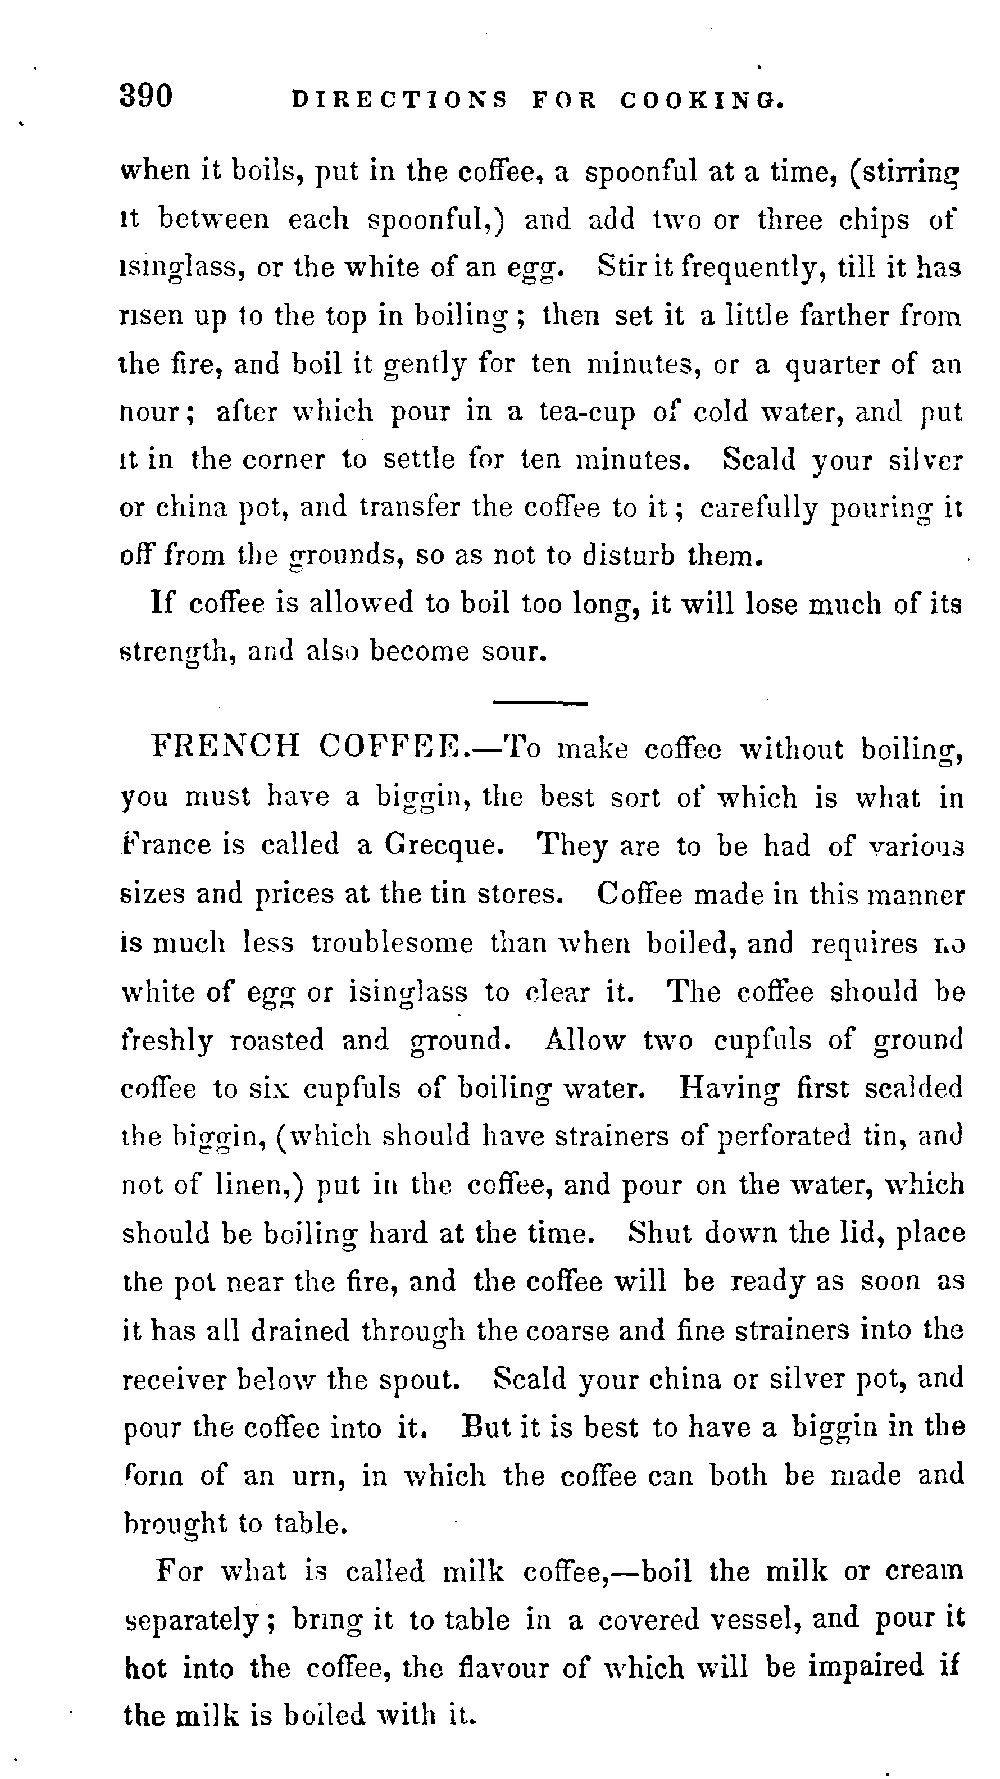 390 DIRECTIONS FOR COOKING.
when it boils, put in the coffee, a spoonful at a time, (stirring
it between each spoonful,) and add two or three chips of
isinglass, or the white of an egg. Stir it frequently, till it has
risen up to the top in boiling; then set it a little farther from
the fire, and boil it gently for ten minutes, or a quarter of an
hour; after which pour in a tea-cup of cold water, and put
it in the corner to settle for ten minutes. Scald your silver
or china pot, and transfer the coffee to it; carefully pouring it
off from the grounds, so as not to disturb them.
If coffee is allowed to boil too long, it will lose much of its
strength, and also become sour.
FRENCH COFFEE.—To make coffee without boiling,
you must have a biggin, the best sort of which is what in
France is called a Grecque. They are to be had of various
sizes and prices at the tin stores. Coffee made in this manner
is much less troublesome than when boiled, and requires no
white of egg or isinglass to clear it. The coffee should be
freshly roasted and ground. Allow two cupfuls of ground
coffee to six cupfuls of boiling water. Having first scalded
the biggin, (which should have strainers of perforated tin, and
not of linen,) put in the coffee, and pour on the water, which
should be boiling hard at the time. Shut down the lid, place
the pot near the fire, and the coffee will be ready as soon as
it has all drained through the coarse and fine strainers into the
receiver below the spout. Scald your china or silver pot, and
pour the coffee into it. But it is best to have a biggin in the
form of an urn, in which the coffee can both be made and
brought to table.
For what is called milk coffee,—boil the milk or cream
separately; bring it to table in a covered vessel, and pour it
hot into the coffee, the flavour of which will be impaired if
the milk is boiled with it.